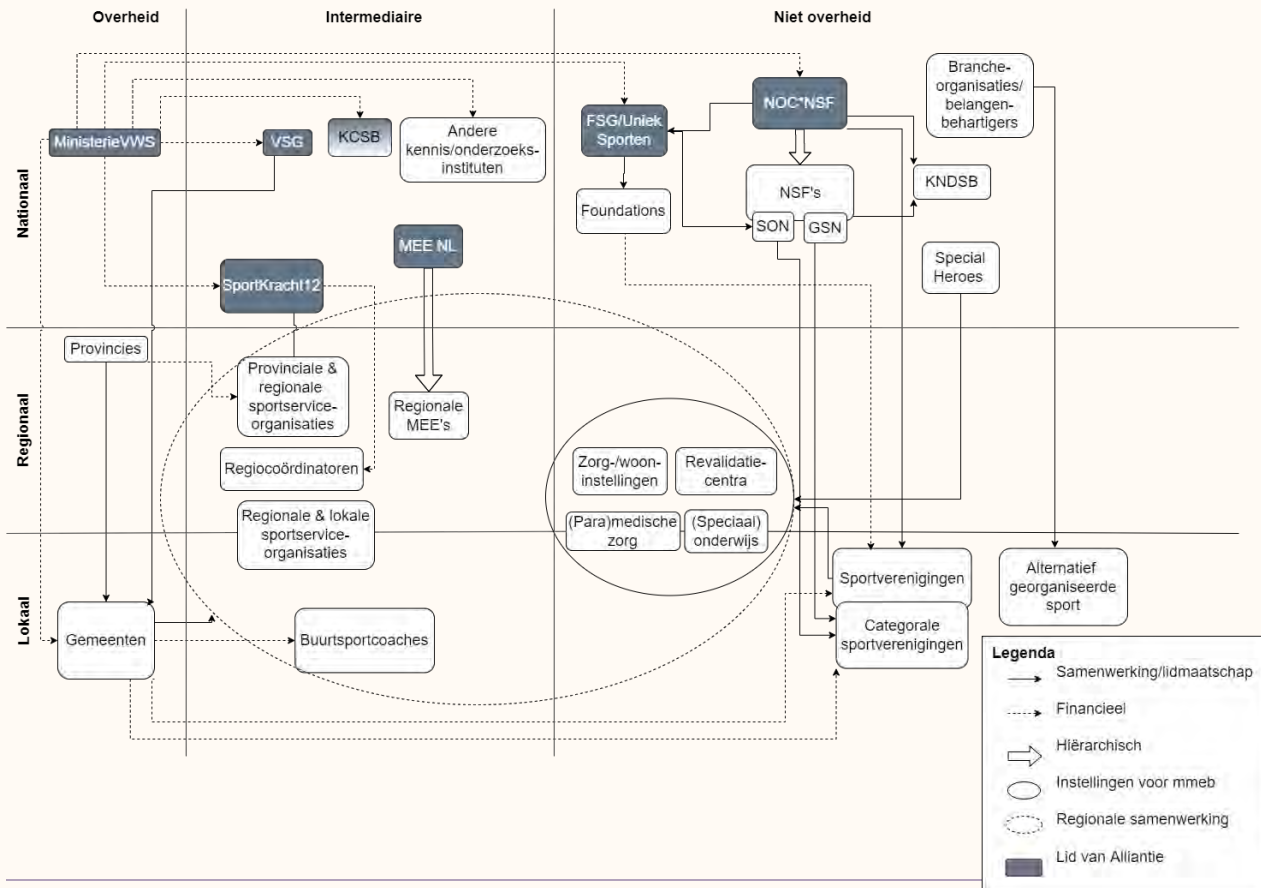 Overheid
Intermediaire
Niet overheid
Nationaal
MinisterieVWS
VSG
KCSB
Andere
kennis/onderzoeks-
instituten
FSG/Uniek
Sporten
NOC*NSF
Branche-
organisaties/
belangen-
behartigers
Foundations
NSF's
SON
GSN
KNDSB
MEE NL
SportKracht12
Special
Heroes
Regionaal
Provincies
Provinciale &
regionale
sportservice-
organisaties
Regionale
MEE's
Regiocoördinatoren
Zorg-/woon-
instellingen
Revalidatie-
centra
Regionale & lokale
sportservice-
organisaties
(Para)medische
zorg
(Speciaal)
onderwijs
Lokaal
Gemeenten
Buurtsportcoaches
Sportverenigingen
Categorale
sportverenigingen
Alternatief
georganiseerde
sport
Legenda
Samenwerking/lidmaatschap
Financieel
Hiërarchisch
Instellingen voor mmeb
Regionale samenwerking
Lid van Alliantie